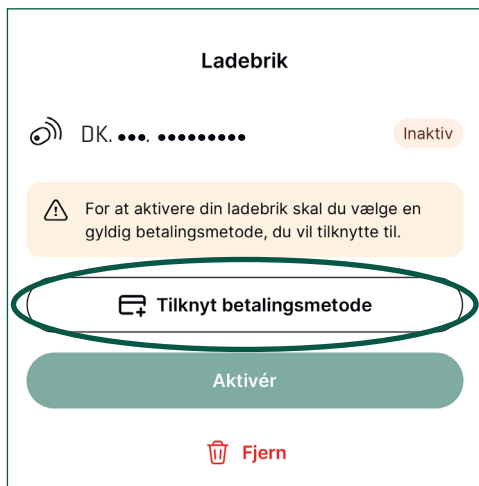 Ladebrik
DK. •••. •••••••••
Inaktiv
For at aktivere din ladebrik skal du vælge en
gyldig betalingsmetode, du vil tilknytte til.
Tilknyt betalingsmetode
Aktivér
Fjern